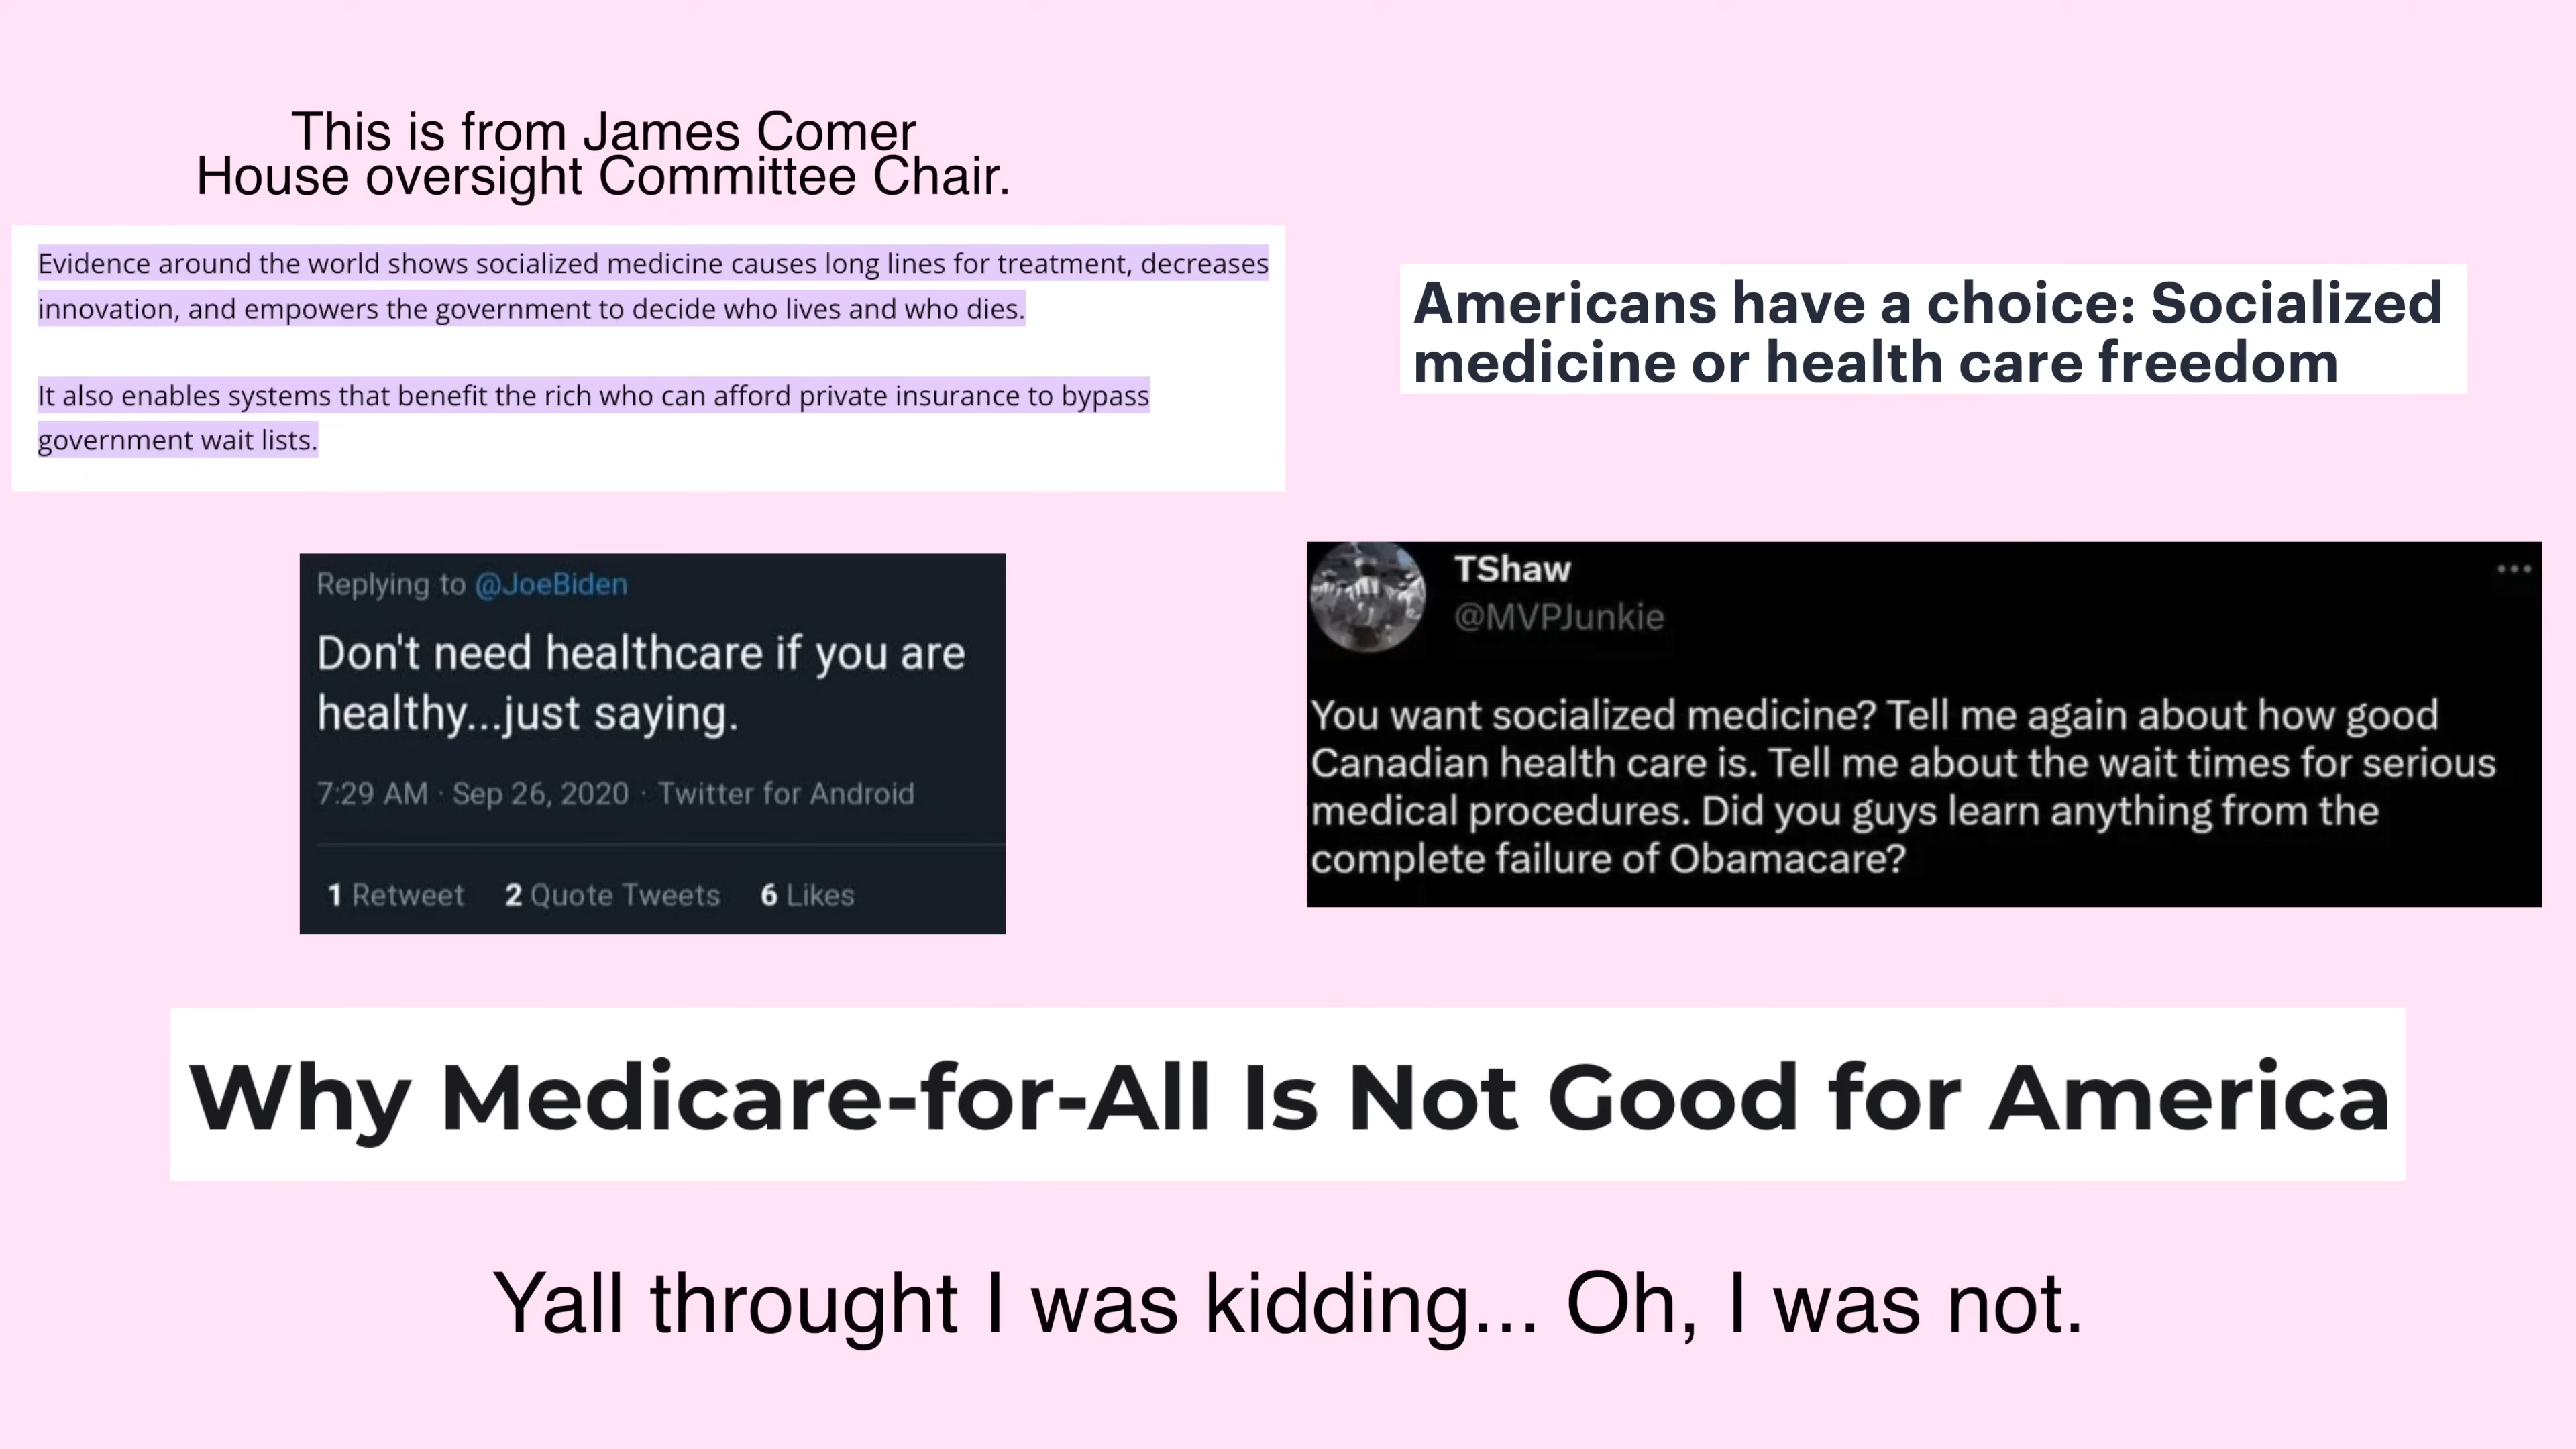 This is from James Comer
House oversight Committee Chair.
Evidence around the world shows socialized medicine causes long lines for treatment, decreases
innovation, and empowers the government to decide who lives and who dies.
It also enables systems that benefit the rich who can afford private insurance to bypass
government wait lists.
Americans have a choice: Socialized
medicine or health care freedom
Replying to @JoeBiden
Don't need healthcare if you are
healthy...just saying.
7:29 AM · Sep 26, 2020 · Twitter for Android
1 Retweet 2 Quote Tweets 6 Likes
TShaw
@MVPJunkie
You want socialized medicine? Tell me again about how good
Canadian health care is. Tell me about the wait times for serious
medical procedures. Did you guys learn anything from the
complete failure of Obamacare?
Why Medicare-for-All Is Not Good for America
Yall throught I was kidding... Oh, I was not.